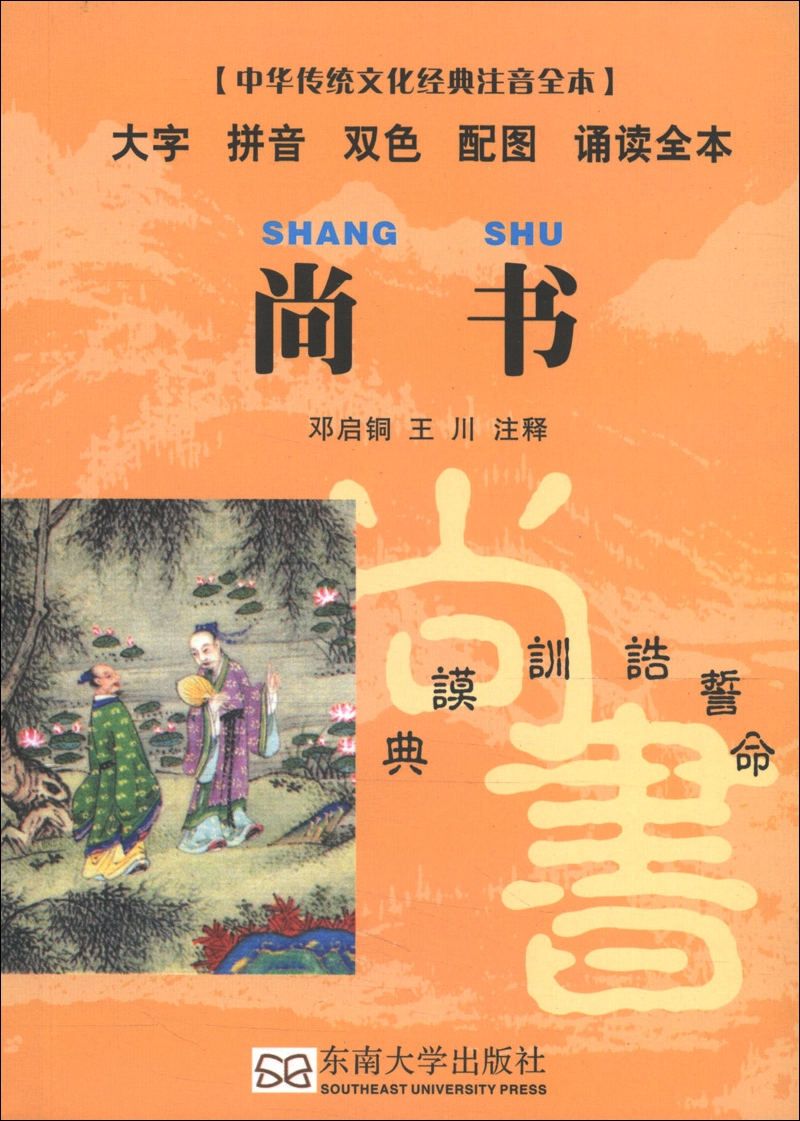 【中华传统文化经典注音全本】
大字 拼音 双色 配图 诵读全本
SHANG SHU
尚 书
邓启铜 王 川 注释
尚書
典 謨 訓 誥 誓 命
东南大学出版社
SOUTHEAST UNIVERSITY PRESS